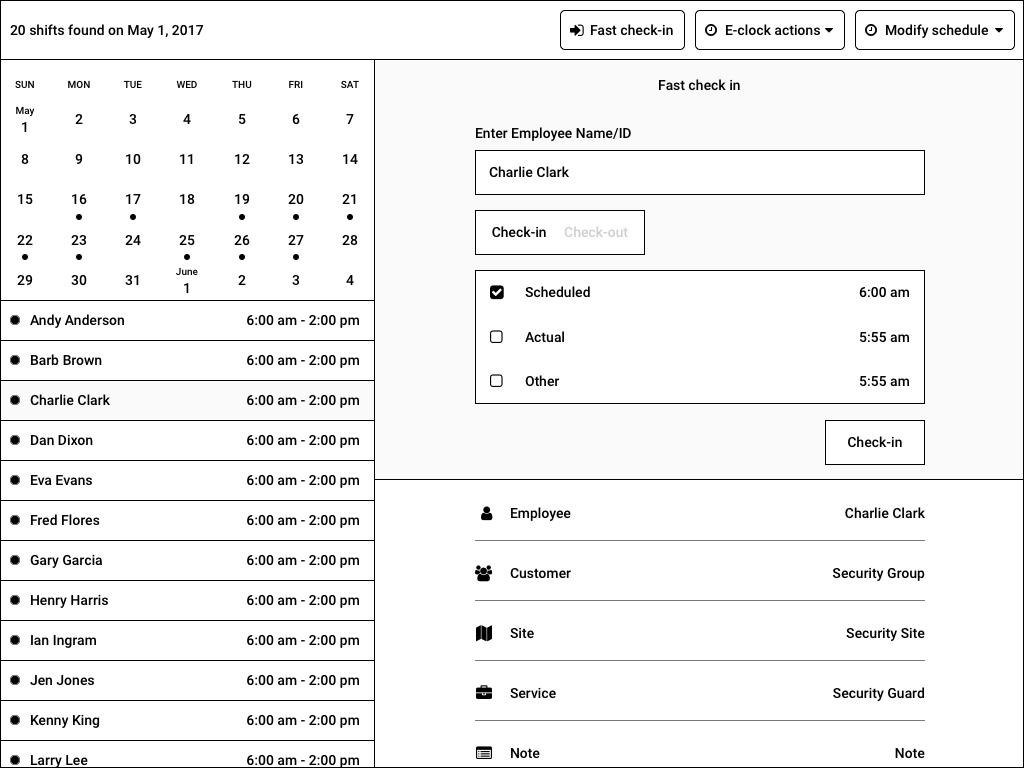 20 shifts found on May 1, 2017
Fast check-in
E-clock actions
Modify schedule
SUN MON TUE WED THU FRI SAT
May
1 2 3 4 5 6 7
8 9 10 11 12 13 14
15 16 17 18 19 20 21
22 23 24 25 26 27 28
June
29 30 31 1 2 3 4
Andy Anderson 6:00 am - 2:00 pm
Barb Brown 6:00 am - 2:00 pm
Charlie Clark 6:00 am - 2:00 pm
Dan Dixon 6:00 am - 2:00 pm
Eva Evans 6:00 am - 2:00 pm
Fred Flores 6:00 am - 2:00 pm
Gary Garcia 6:00 am - 2:00 pm
Henry Harris 6:00 am - 2:00 pm
Ian Ingram 6:00 am - 2:00 pm
Jen Jones 6:00 am - 2:00 pm
Kenny King 6:00 am - 2:00 pm
Larry Lee 6:00 am - 2:00 pm
Fast check in
Enter Employee Name/ID
Charlie Clark
Check-in Check-out
Scheduled 6:00 am
Actual 5:55 am
Other 5:55 am
Check-in
Employee Charlie Clark
Customer Security Group
Site Security Site
Service Security Guard
Note Note